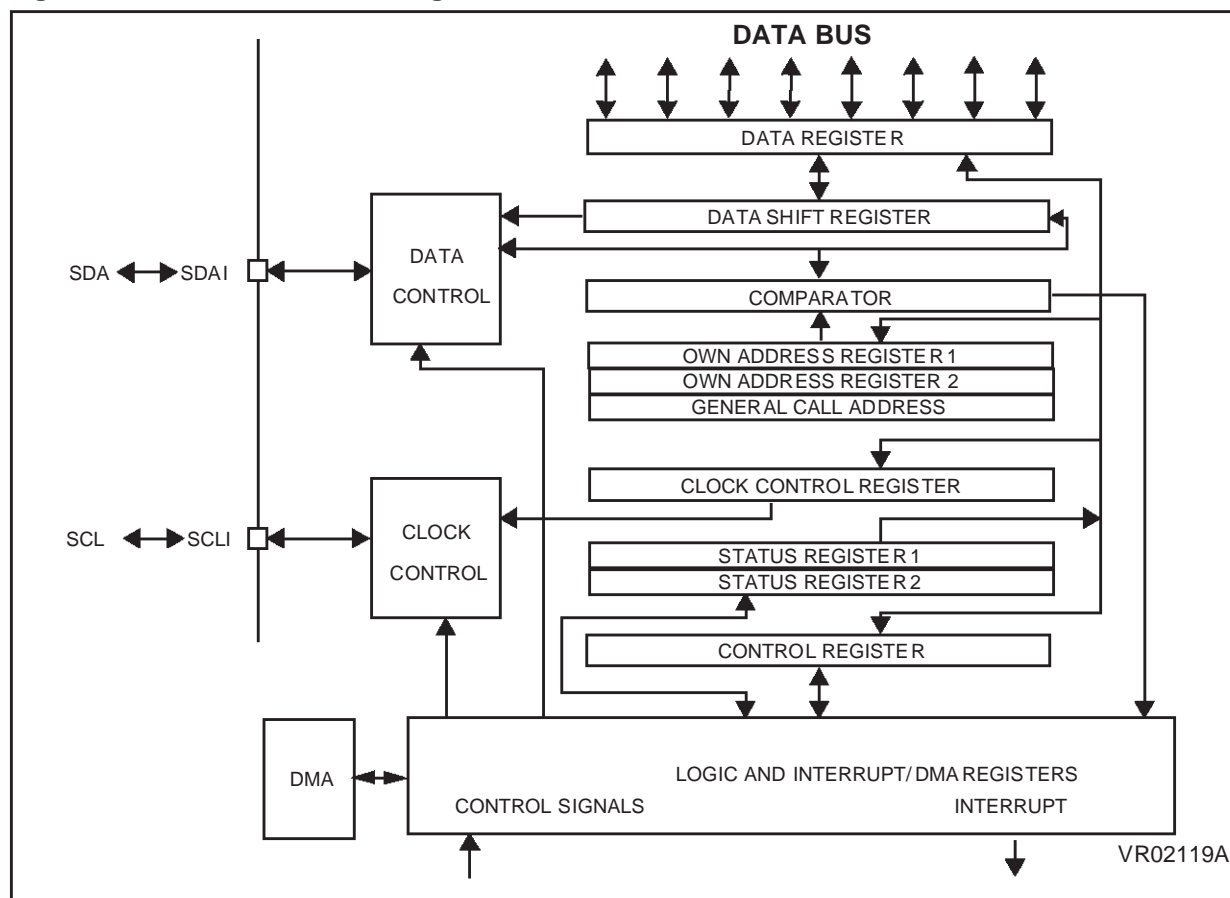 DATA BUS
DATA REGISTER
DATA SHIFT REGISTER
DATA
CONTROL
SDA SDAI
COMPARATOR
OWN ADDRESS REGISTER 1
OWN ADDRESS REGISTER 2
GENERAL CALL ADDRESS
CLOCK CONTROL REGISTER
CLOCK
CONTROL
SCL SCLI
STATUS REGISTER 1
STATUS REGISTER 2
CONTROL REGISTER
DMA
LOGIC AND INTERRUPT/DMA REGISTERS
CONTROL SIGNALS INTERRUPT
VR02119A